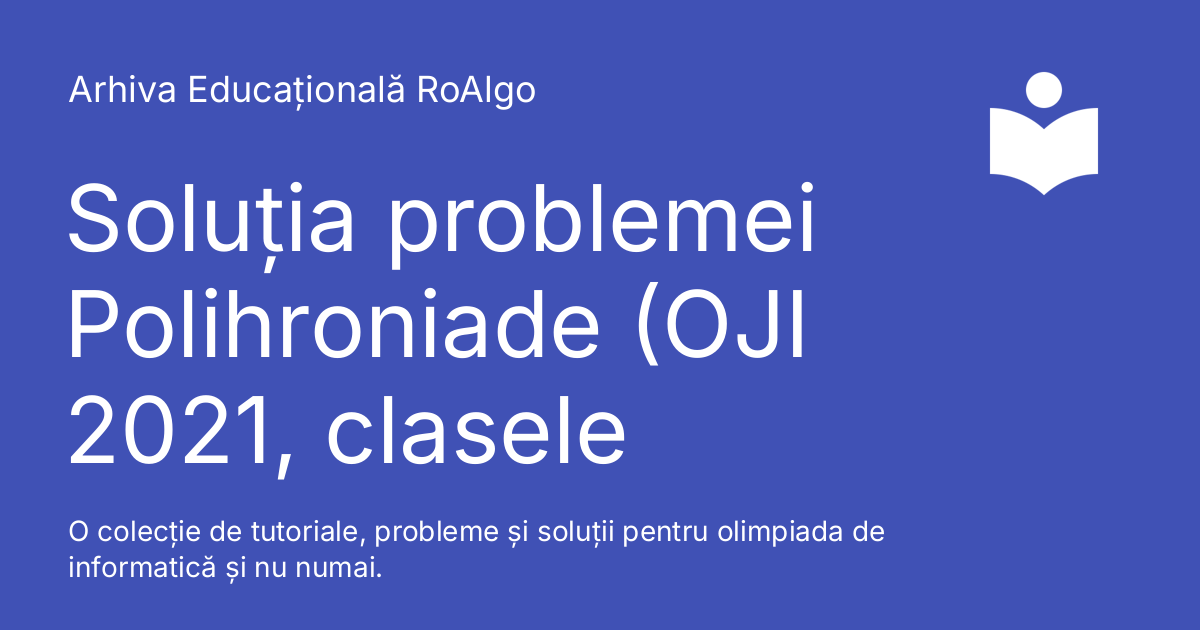 Arhiva Educațională RoAlgo
Soluția problemei
Polihroniade (OJI
2021, clasele
O colecție de tutoriale, probleme și soluții pentru olimpiada de
informatică și nu numai.